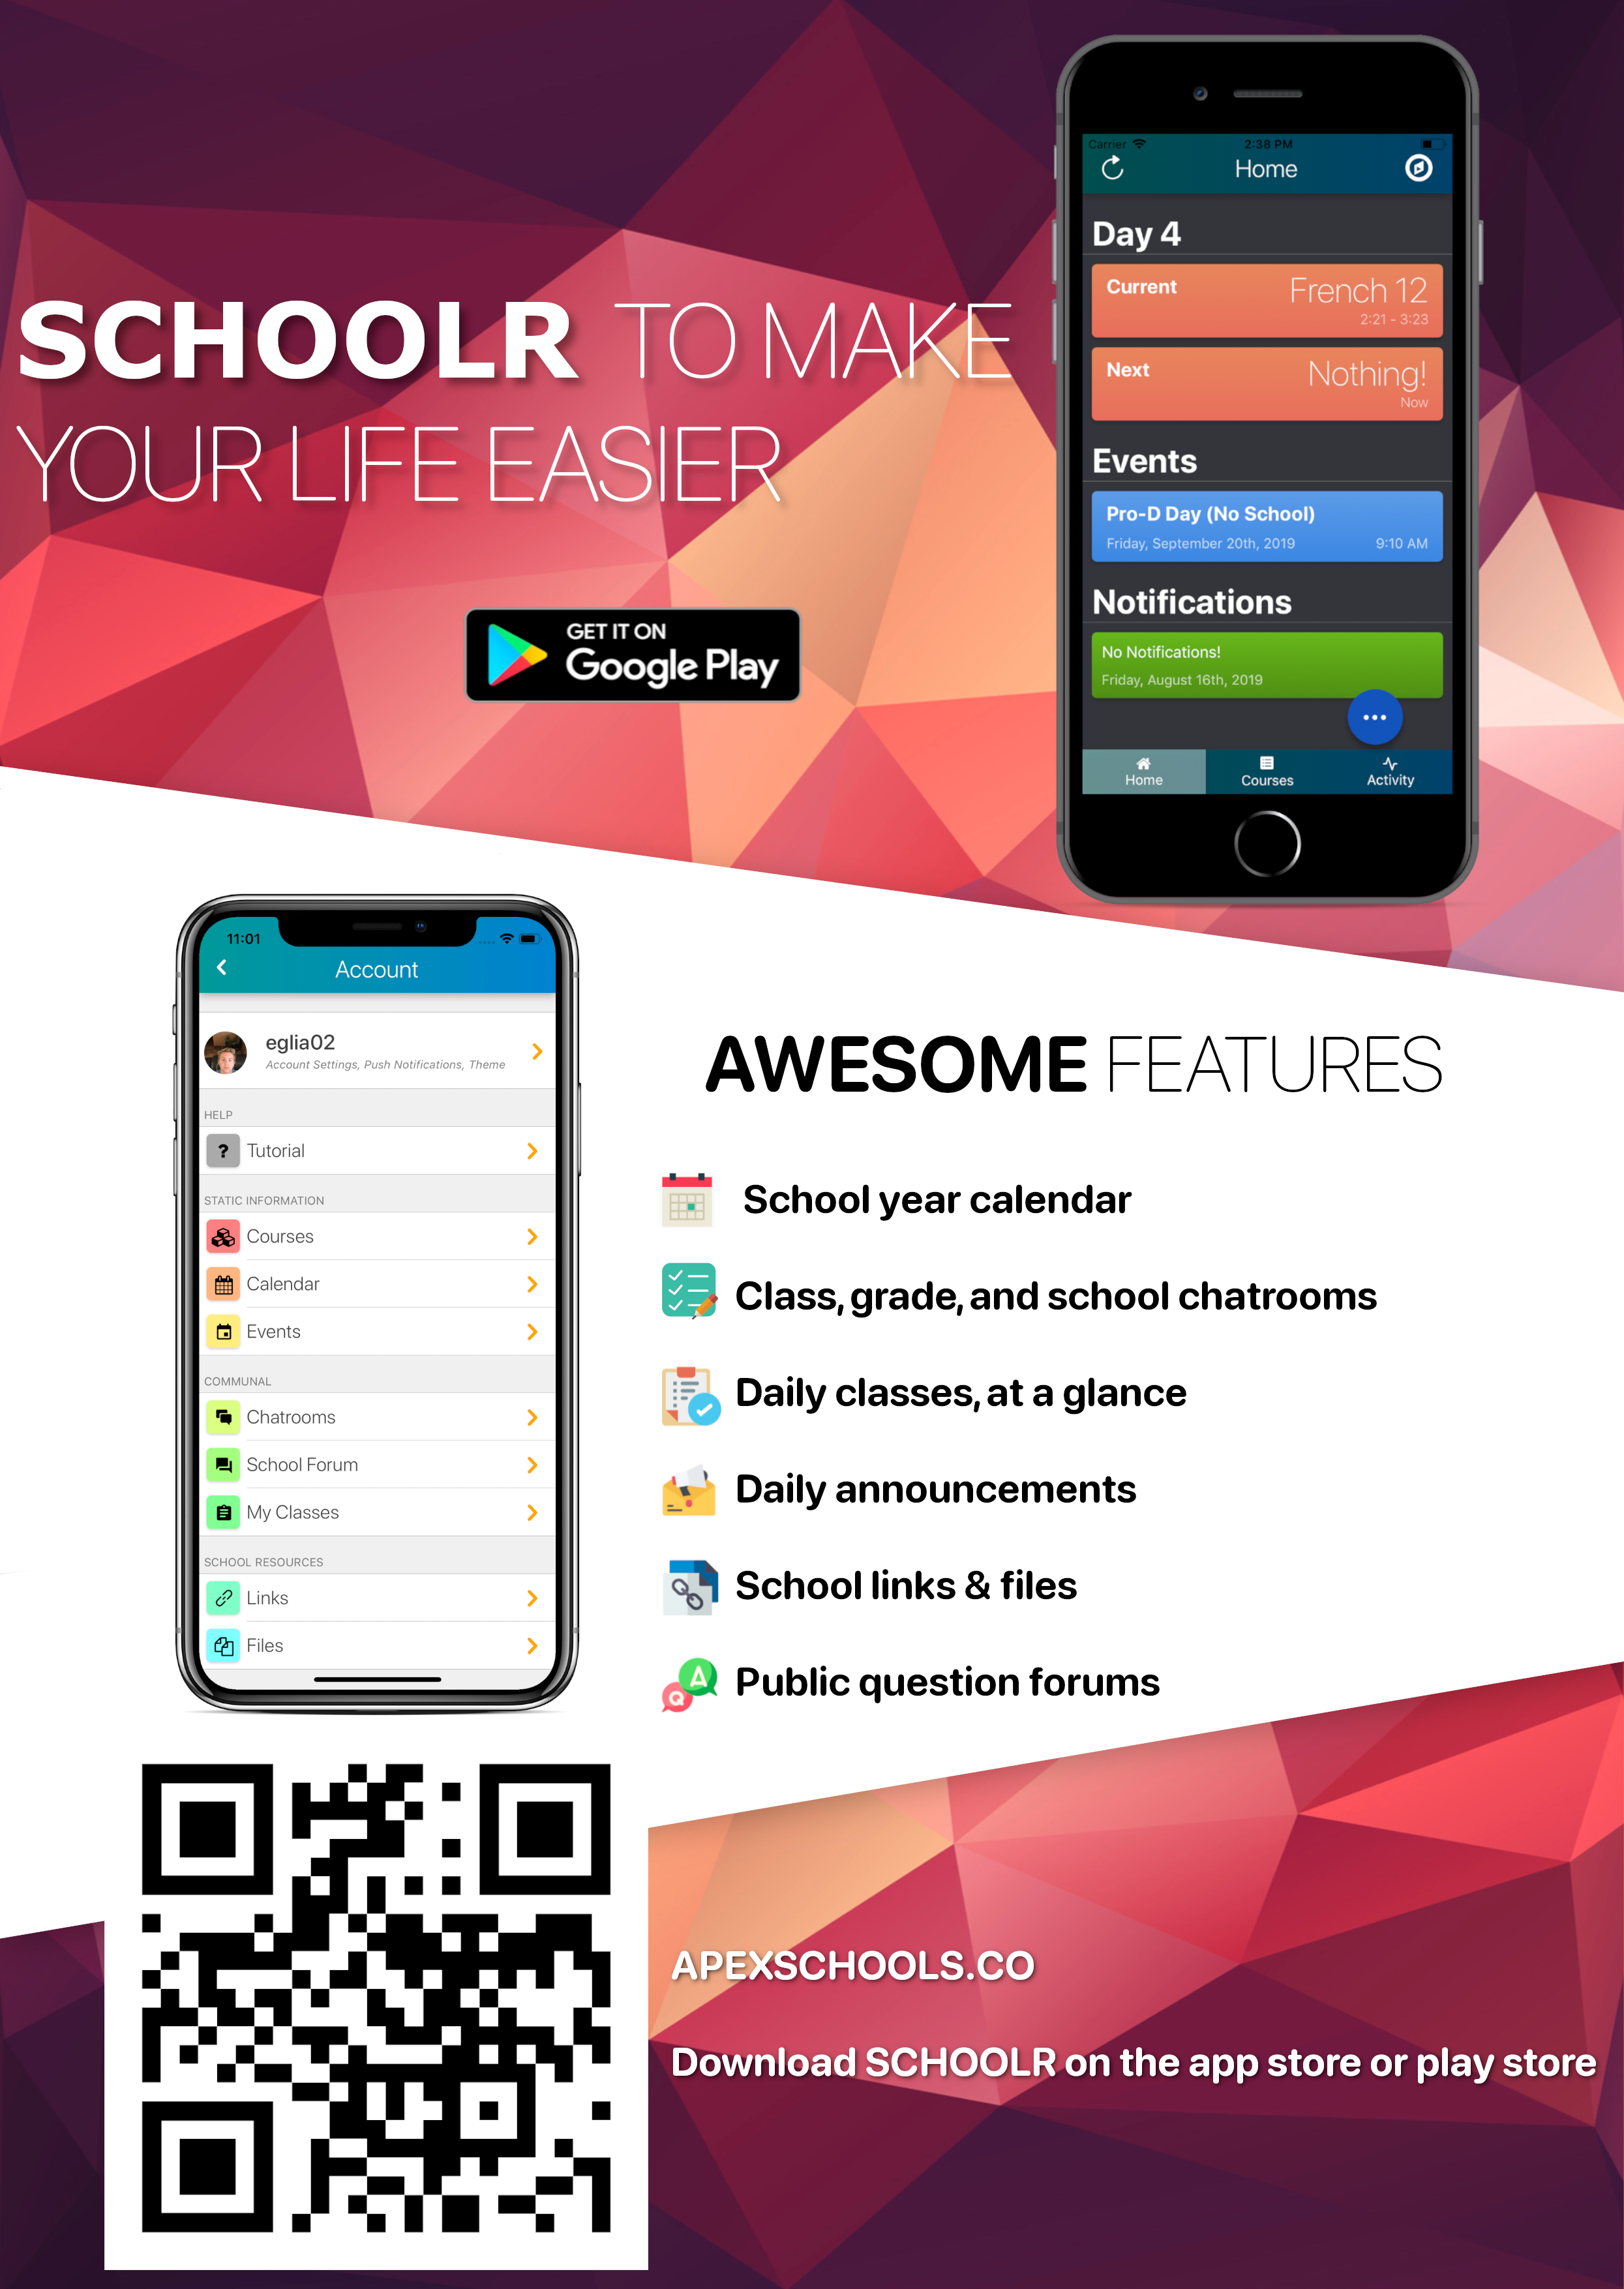 SCHOOLR TO MAKE
YOUR LIFE EASIER
GET IT ON
Google Play
Carrier 2:38 PM
Home
Day 4
Current French 12
2:21 - 3:23
Next Nothing!
Now
Events
Pro-D Day (No School)
Friday, September 20th, 2019 9:10 AM
Notifications
No Notifications!
Friday, August 16th, 2019
Home Courses Activity
11:01
Account
eglia02
Account Settings, Push Notifications, Theme
HELP
? Tutorial
STATIC INFORMATION
Courses
Calendar
Events
COMMUNAL
Chatrooms
School Forum
My Classes
SCHOOL RESOURCES
Links
Files
AWESOME FEATURES
School year calendar
Class, grade, and school chatrooms
Daily classes, at a glance
Daily announcements
School links & files
Q A Public question forums
APEXSCHOOLS.CO
Download SCHOOLR on the app store or play store